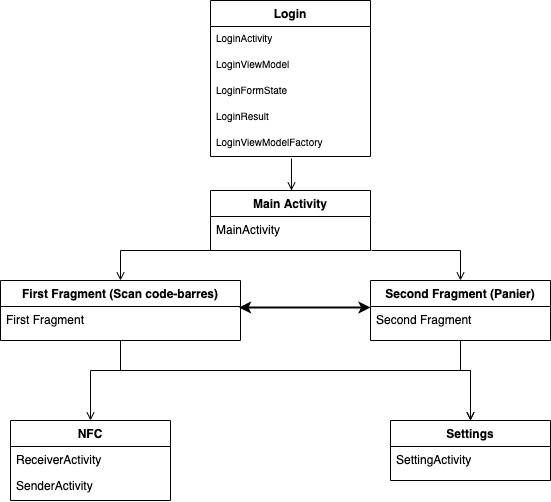 Login
LoginActivity
LoginViewModel
LoginFormState
LoginResult
LoginViewModelFactory
Main Activity
MainActivity
First Fragment (Scan code-barres)
First Fragment
Second Fragment (Panier)
Second Fragment
NFC
ReceiverActivity
SenderActivity
Settings
SettingActivity